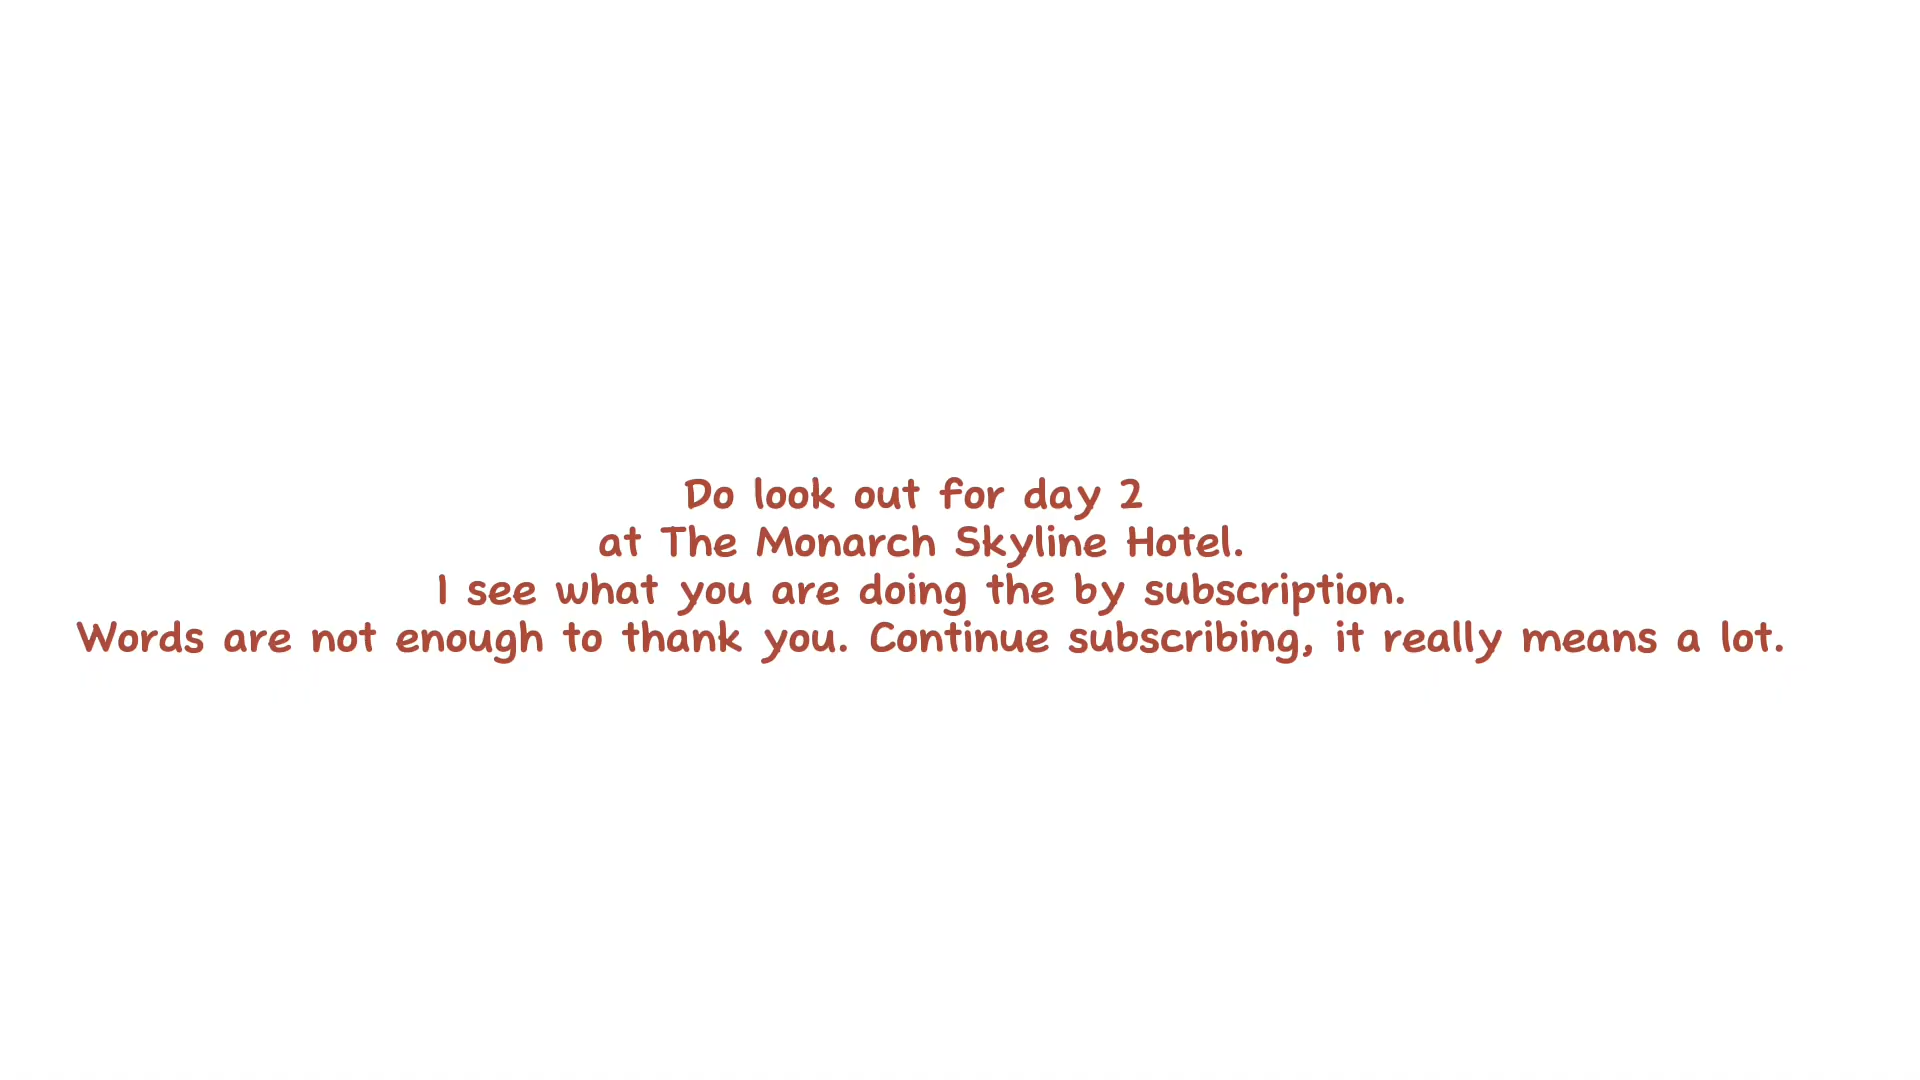 Do look out for day 2
at The Monarch Skyline Hotel.
I see what you are doing the by subscription.
Words are not enough to thank you. Continue subscribing, it really means a lot.